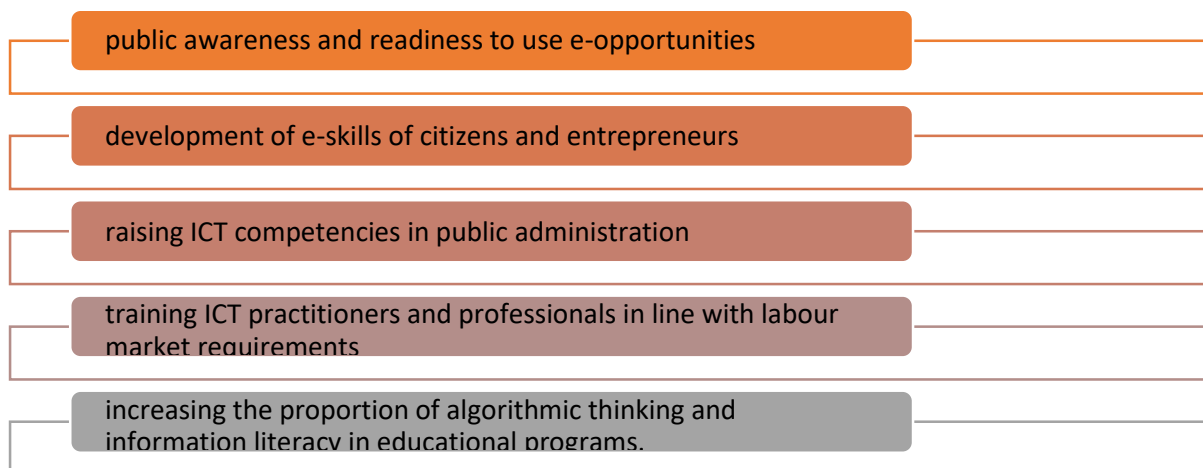 public awareness and readiness to use e-opportunities
development of e-skills of citizens and entrepreneurs
raising ICT competencies in public administration
training ICT practitioners and professionals in line with labour
market requirements
increasing the proportion of algorithmic thinking and
information literacy in educational programs.